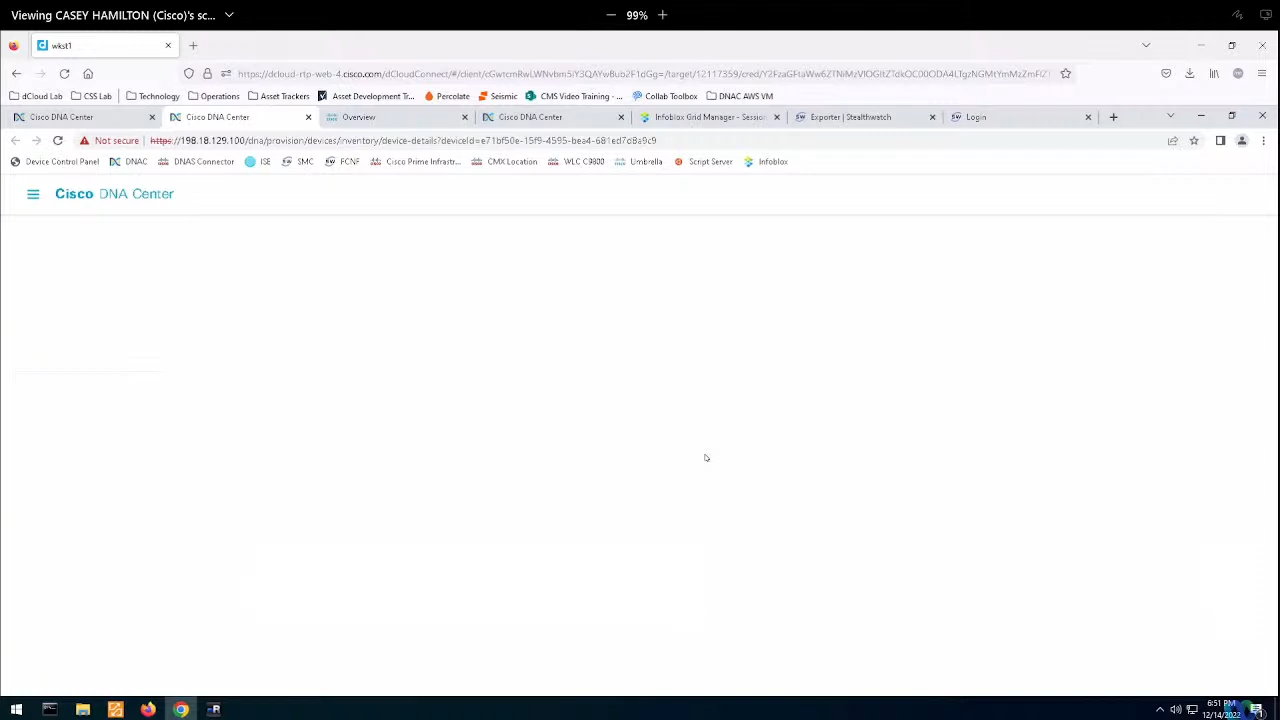 Viewing CASEY HAMILTON (Cisco)'s sc... 99%
wkst1
dCloud Lab CSS Lab Technology Operations Asset Trackers Asset Development Tr... Percolate Seismic CMS Video Training - ... Collab Toolbox DNAC AWS VM
Cisco DNA Center Cisco DNA Center Overview Cisco DNA Center Infoblox Grid Manager - Session Exporter | Stealthwatch Login
Not secure https://198.18.129.100/dna/provision/devices/inventory/device-details?deviceId=e71bf50e-15f9-4595-bea4-681ed7d8a9c9
Device Control Panel DNAC DNAS Connector ISE SMC FCNF Cisco Prime Infrastr... CMX Location WLC C9800 Umbrella Script Server Infoblox
Cisco DNA Center
6:51 PM
12/14/2022